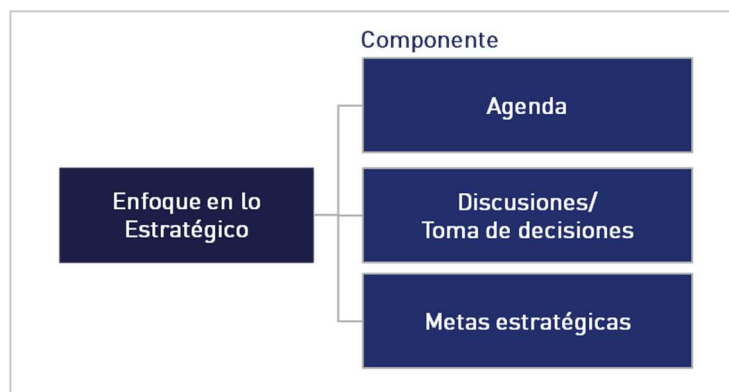 Componente
Agenda
Enfoque en lo
Estratégico
Discusiones/
Toma de decisiones
Metas estratégicas